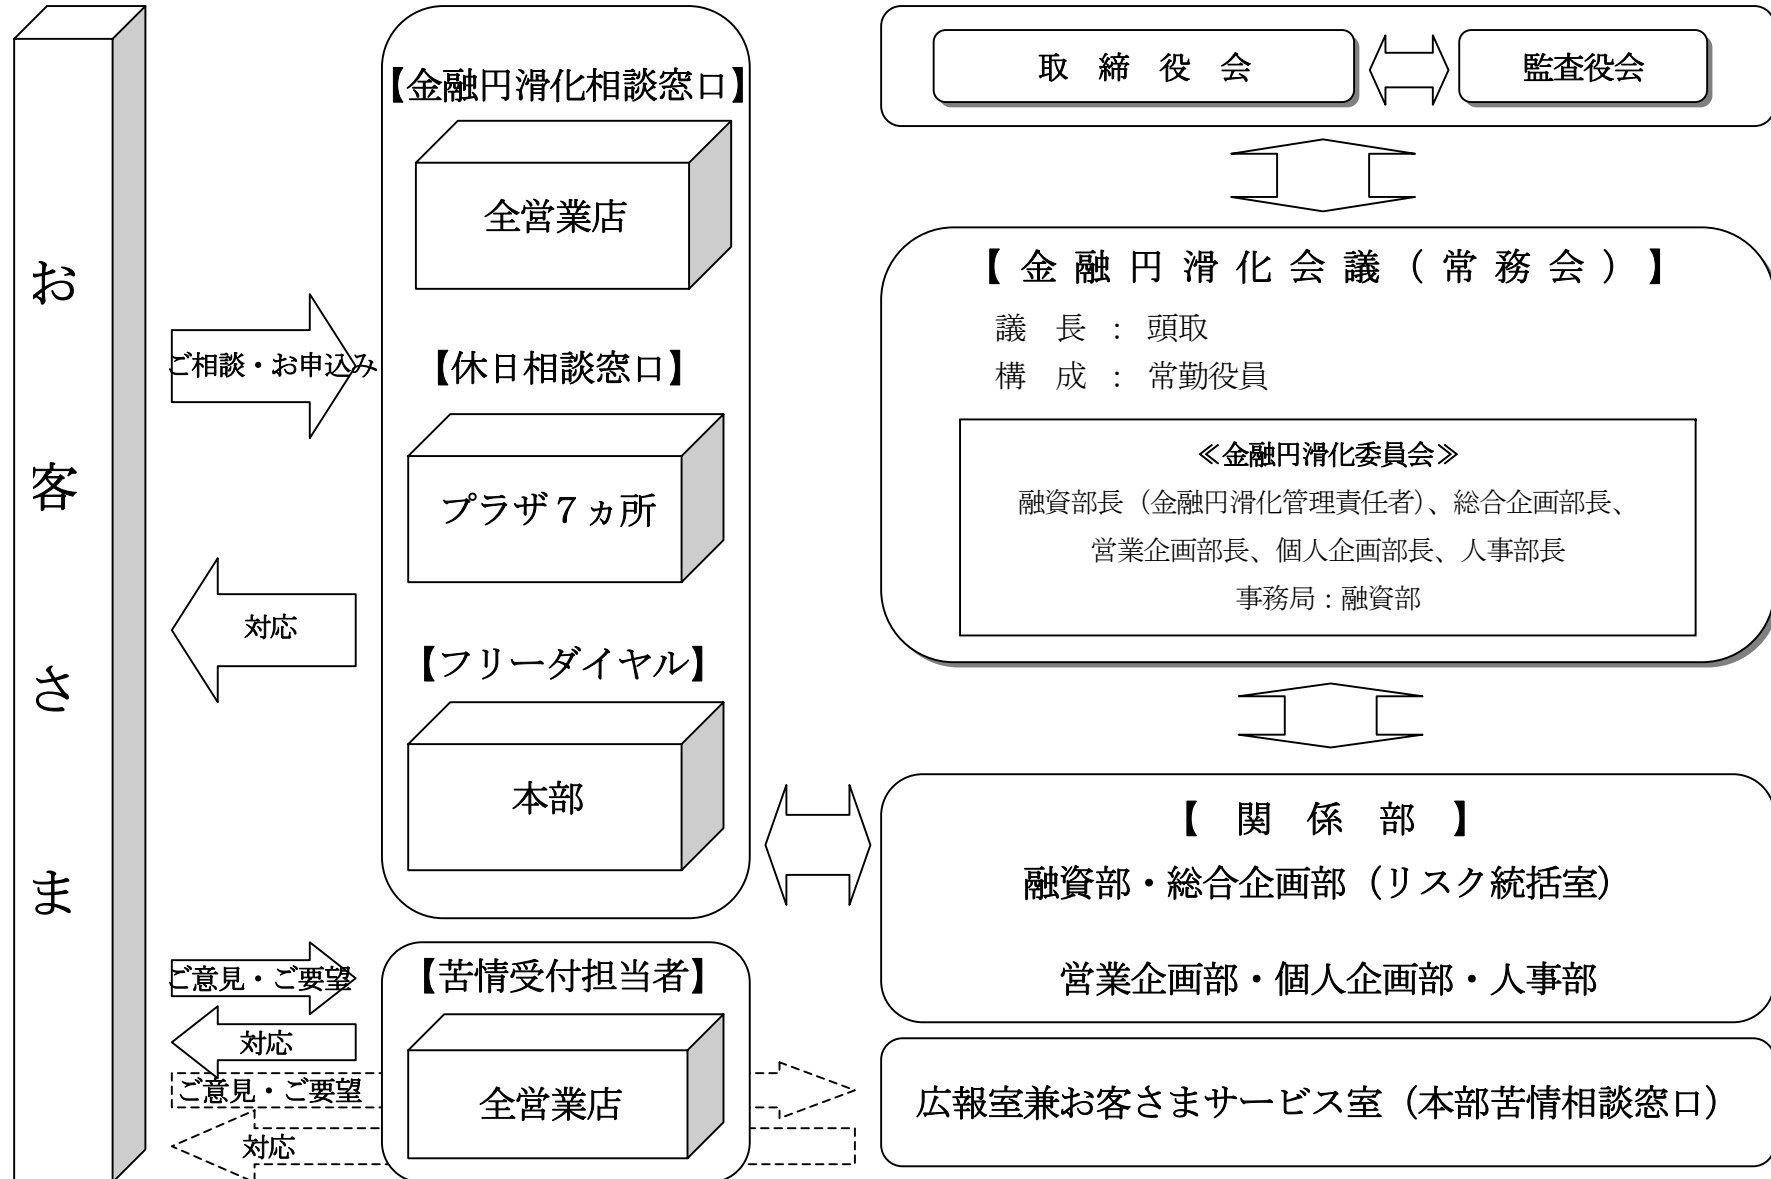 お客さま
【金融円滑化相談窓口】
全営業店
ご相談・お申込み
【休日相談窓口】
プラザ７ヵ所
対応
【フリーダイヤル】
本部
ご意見・ご要望
対応
【苦情受付担当者】
全営業店
ご意見・ご要望
対応
取　締　役　会
監査役会
【金融円滑化会議(常務会)】
議　長　：　頭取
構　成　：　常勤役員
≪金融円滑化委員会≫
融資部長（金融円滑化管理責任者）、総合企画部長、
営業企画部長、個人企画部長、人事部長
事務局：融資部
【　関　係　部　】
融資部・総合企画部（リスク統括室）
営業企画部・個人企画部・人事部
広報室兼お客さまサービス室（本部苦情相談窓口）